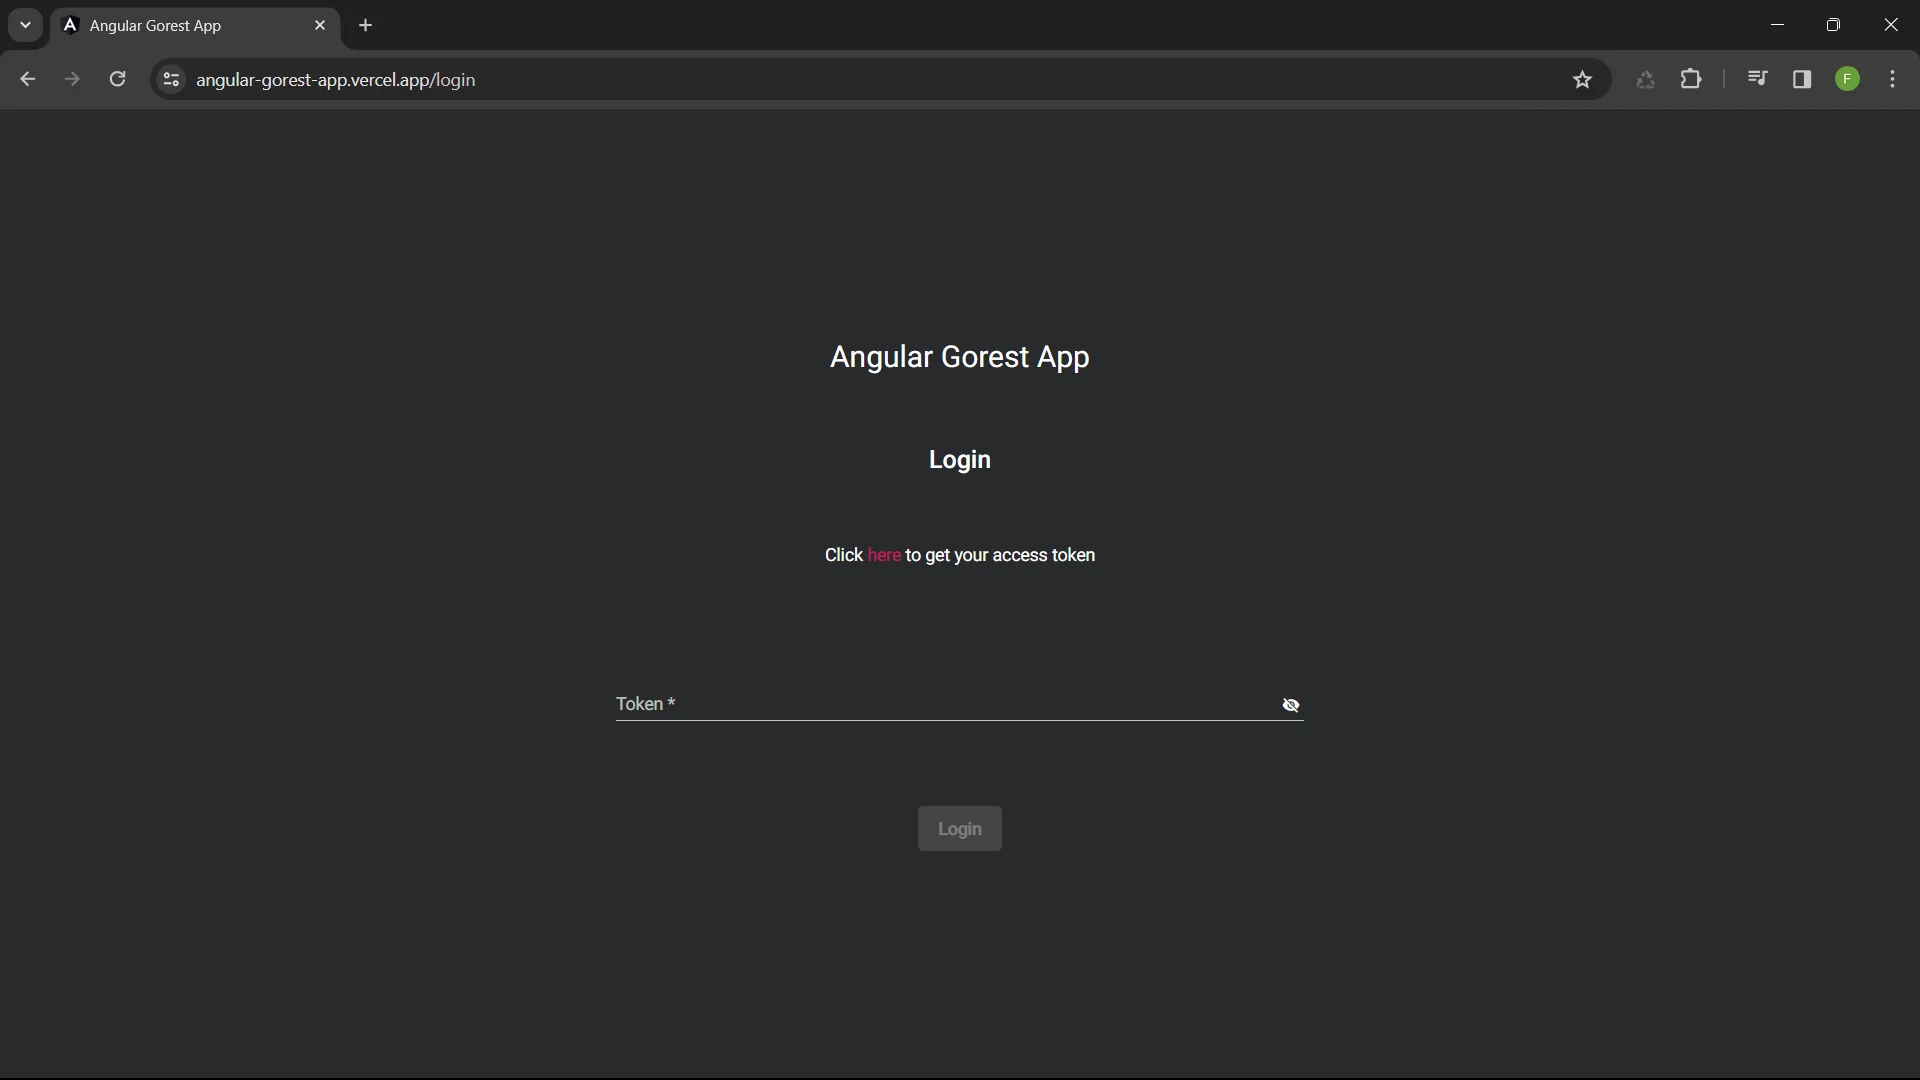 Angular Gorest App
angular-gorest-app.vercel.app/login
F
Angular Gorest App
Login
Click here to get your access token
Token *
Login